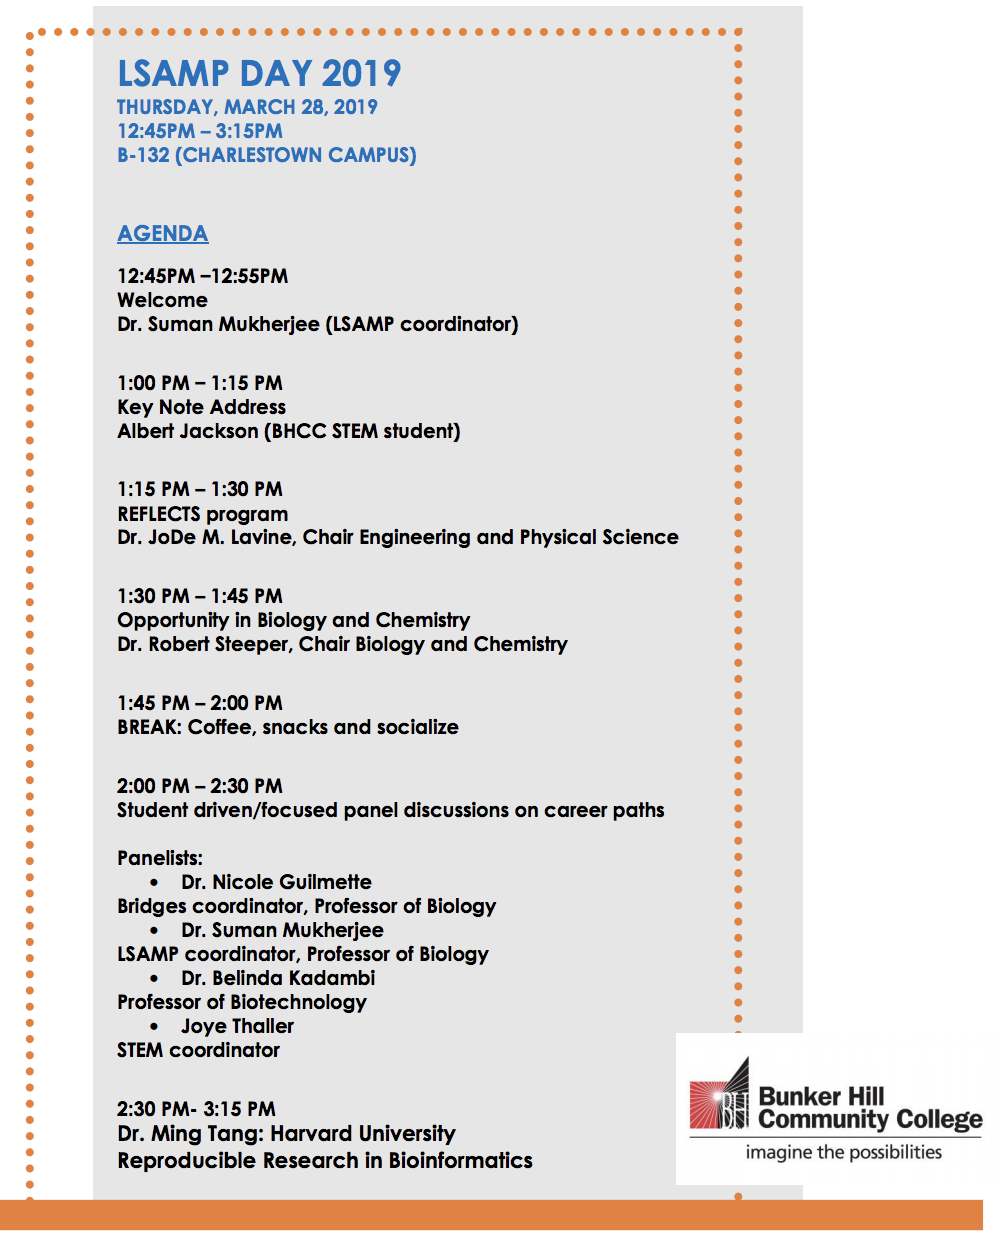 LSAMP DAY 2019
THURSDAY, MARCH 28, 2019
12:45PM – 3:15PM
B-132 (CHARLESTOWN CAMPUS)
AGENDA
12:45PM –12:55PM
Welcome
Dr. Suman Mukherjee (LSAMP coordinator)
1:00 PM – 1:15 PM
Key Note Address
Albert Jackson (BHCC STEM student)
1:15 PM – 1:30 PM
REFLECTS program
Dr. JoDe M. Lavine, Chair Engineering and Physical Science
1:30 PM – 1:45 PM
Opportunity in Biology and Chemistry
Dr. Robert Steeper, Chair Biology and Chemistry
1:45 PM – 2:00 PM
BREAK: Coffee, snacks and socialize
2:00 PM – 2:30 PM
Student driven/focused panel discussions on career paths
Panelists:
• Dr. Nicole Guilmette
Bridges coordinator, Professor of Biology
• Dr. Suman Mukherjee
LSAMP coordinator, Professor of Biology
• Dr. Belinda Kadambi
Professor of Biotechnology
• Joye Thaller
STEM coordinator
2:30 PM- 3:15 PM
Dr. Ming Tang: Harvard University
Reproducible Research in Bioinformatics
BH
Bunker Hill
Community College
imagine the possibilities